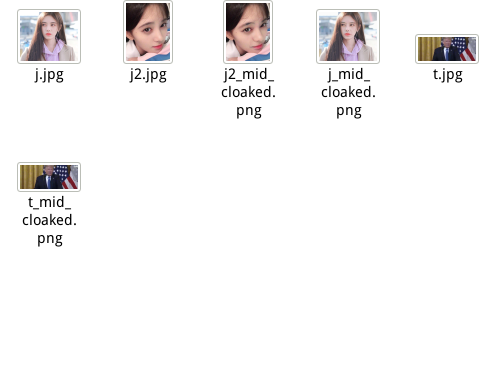 j.jpg
j2.jpg
j2_mid_
cloaked.
png
j_mid_
cloaked.
png
t.jpg
t_mid_
cloaked.
png